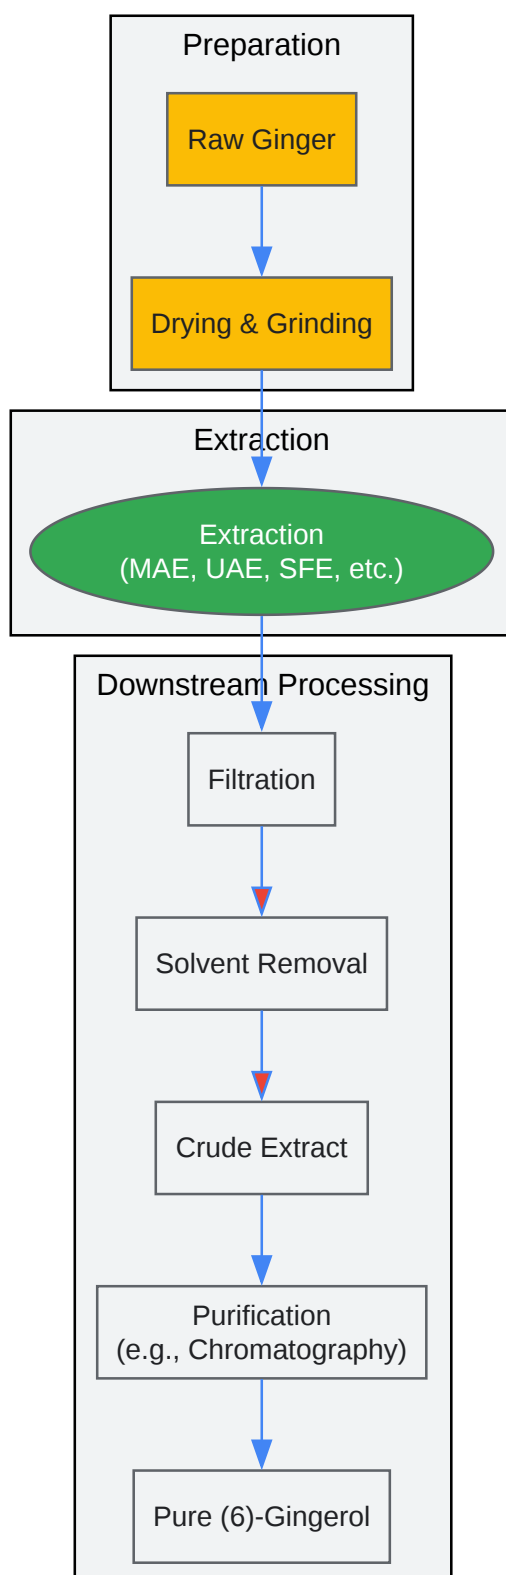 Preparation
Raw Ginger
Drying & Grinding
Extraction
Extraction
(MAE, UAE, SFE, etc.)
Downstream Processing
Filtration
Solvent Removal
Crude Extract
Purification
(e.g., Chromatography)
Pure (6)-Gingerol